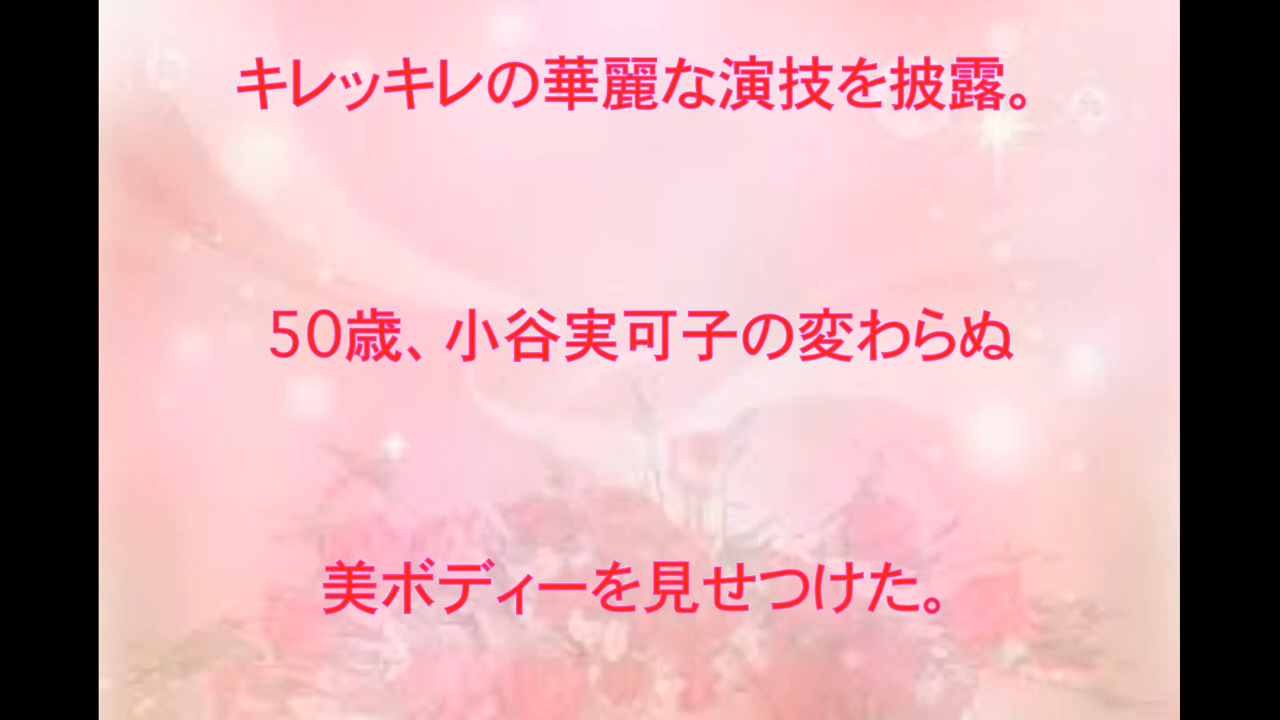 キレッキレの華麗な演技を披露。
50歳、小谷実可子の変わらぬ
美ボディーを見せつけた。